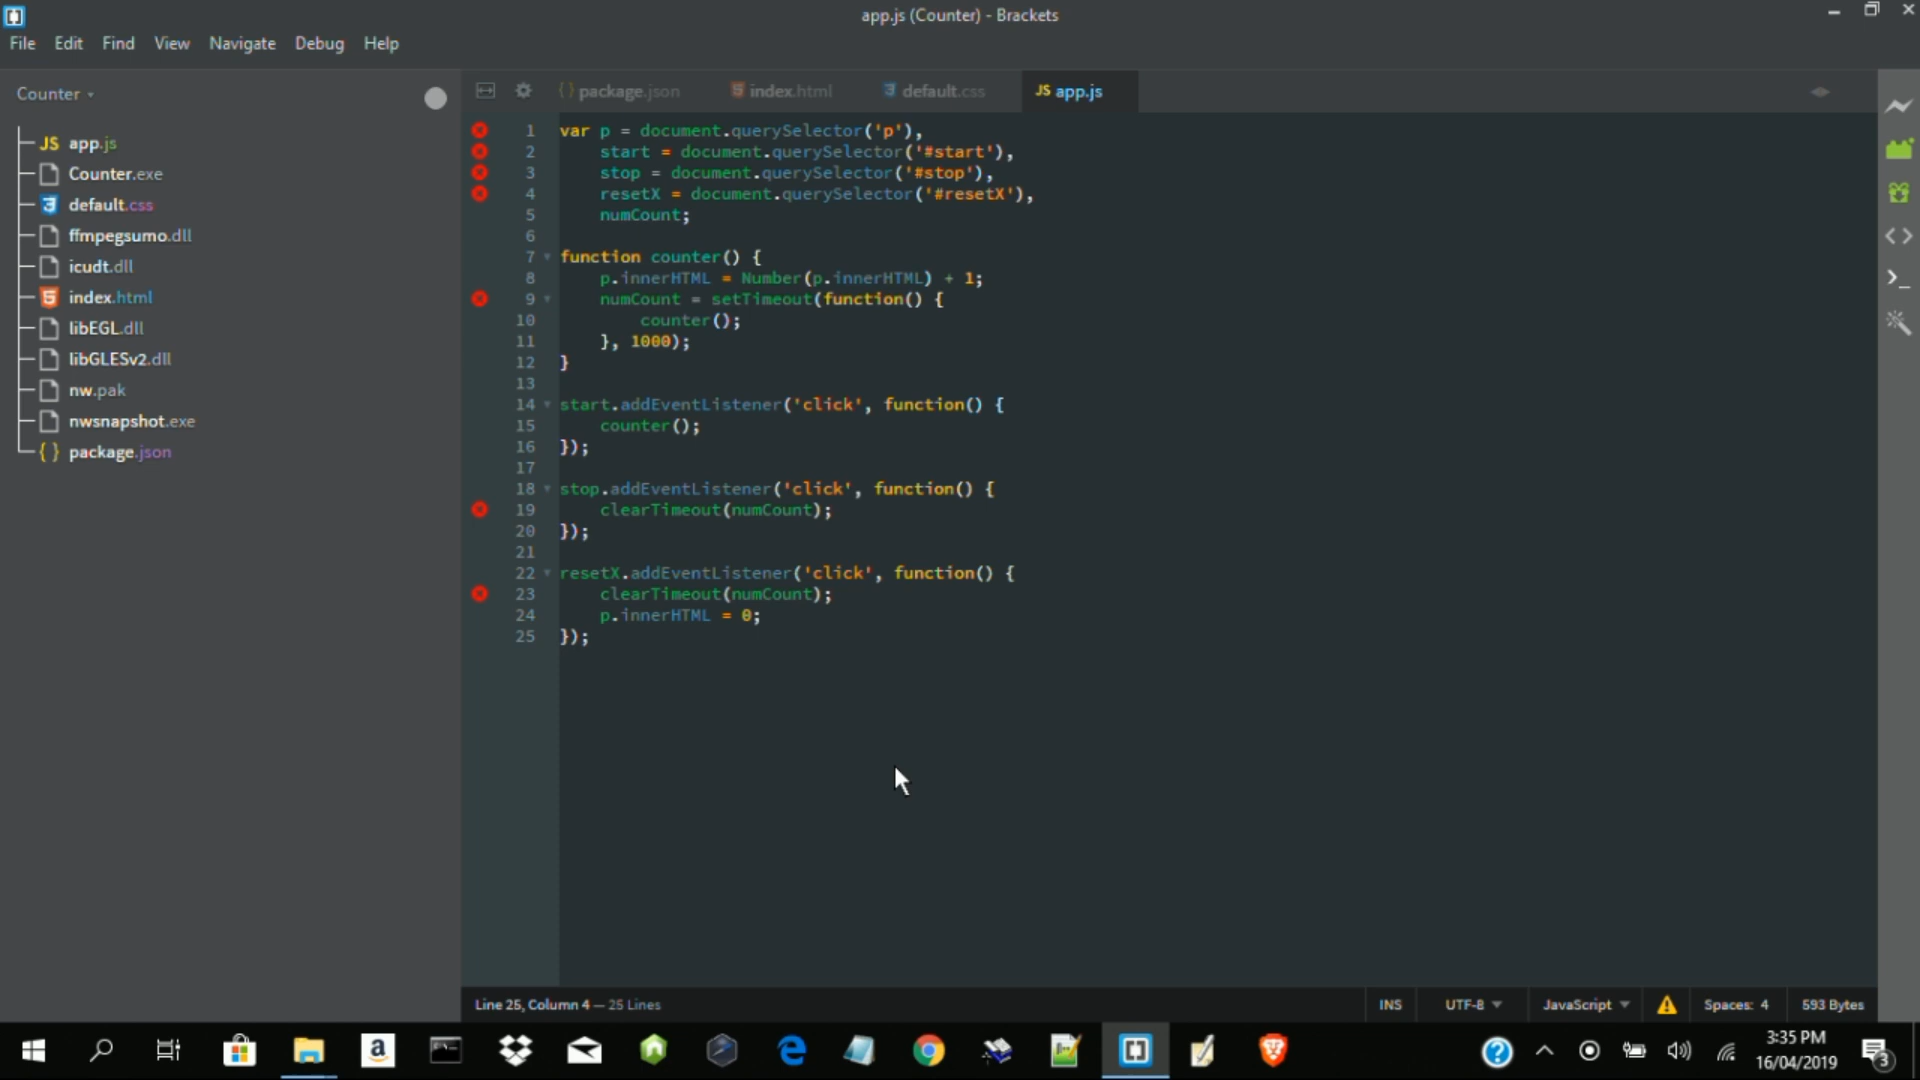 app.js (Counter) - Brackets
File Edit Find View Navigate Debug Help
Counter
JS app.js
Counter.exe
default.css
ffmpegsumo.dll
icudt.dll
index.html
libEGL.dll
libGLESv2.dll
nw.pak
nwsnapshot.exe
{ } package.json
{ } package.json index.html default.css JS app.js
1 var p = document.querySelector('p'),
2     start = document.querySelector('#start'),
3     stop = document.querySelector('#stop'),
4     resetX = document.querySelector('#resetX'),
5     numCount;
6
7 function counter() {
8     p.innerHTML = Number(p.innerHTML) + 1;
9     numCount = setTimeout(function() {
10         counter();
11     }, 1000);
12 }
13
14 start.addEventListener('click', function() {
15     counter();
16 });
17
18 stop.addEventListener('click', function() {
19     clearTimeout(numCount);
20 });
21
22 resetX.addEventListener('click', function() {
23     clearTimeout(numCount);
24     p.innerHTML = 0;
25 });
Line 25, Column 4 — 25 Lines INS UTF-8 JavaScript Spaces: 4 593 Bytes
3:35 PM
16/04/2019
3